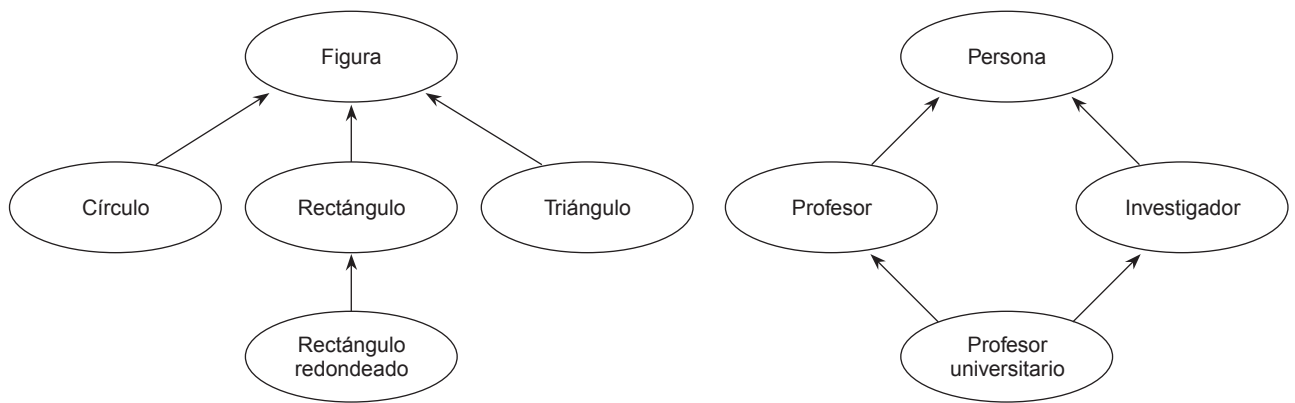 Figura
Persona
Círculo
Rectángulo
Triángulo
Profesor
Investigador
Rectángulo
redondeado
Profesor
universitario